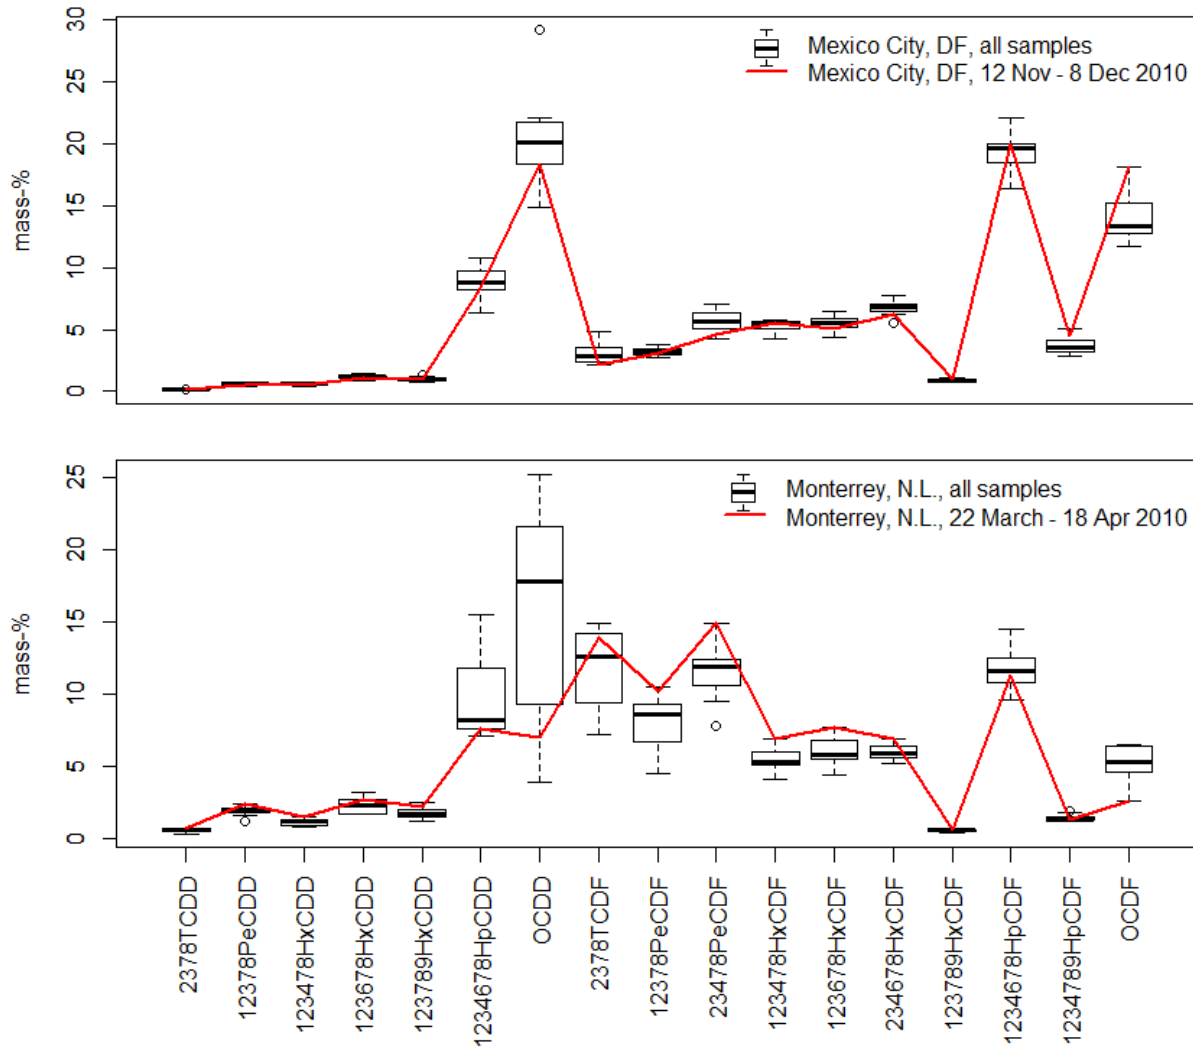 mass-%
30
25
20
15
10
5
0
Mexico City, DF, all samples
Mexico City, DF, 12 Nov - 8 Dec 2010
mass-%
25
20
15
10
5
0
Monterrey, N.L., all samples
Monterrey, N.L., 22 March - 18 Apr 2010
2378TCDD
12378PeCDD
123478HxCDD
123678HxCDD
123789HxCDD
1234678HpCDD
OCDD
2378TCDF
12378PeCDF
23478PeCDF
123478HxCDF
123678HxCDF
234678HxCDF
123789HxCDF
1234678HpCDF
1234789HpCDF
OCDF